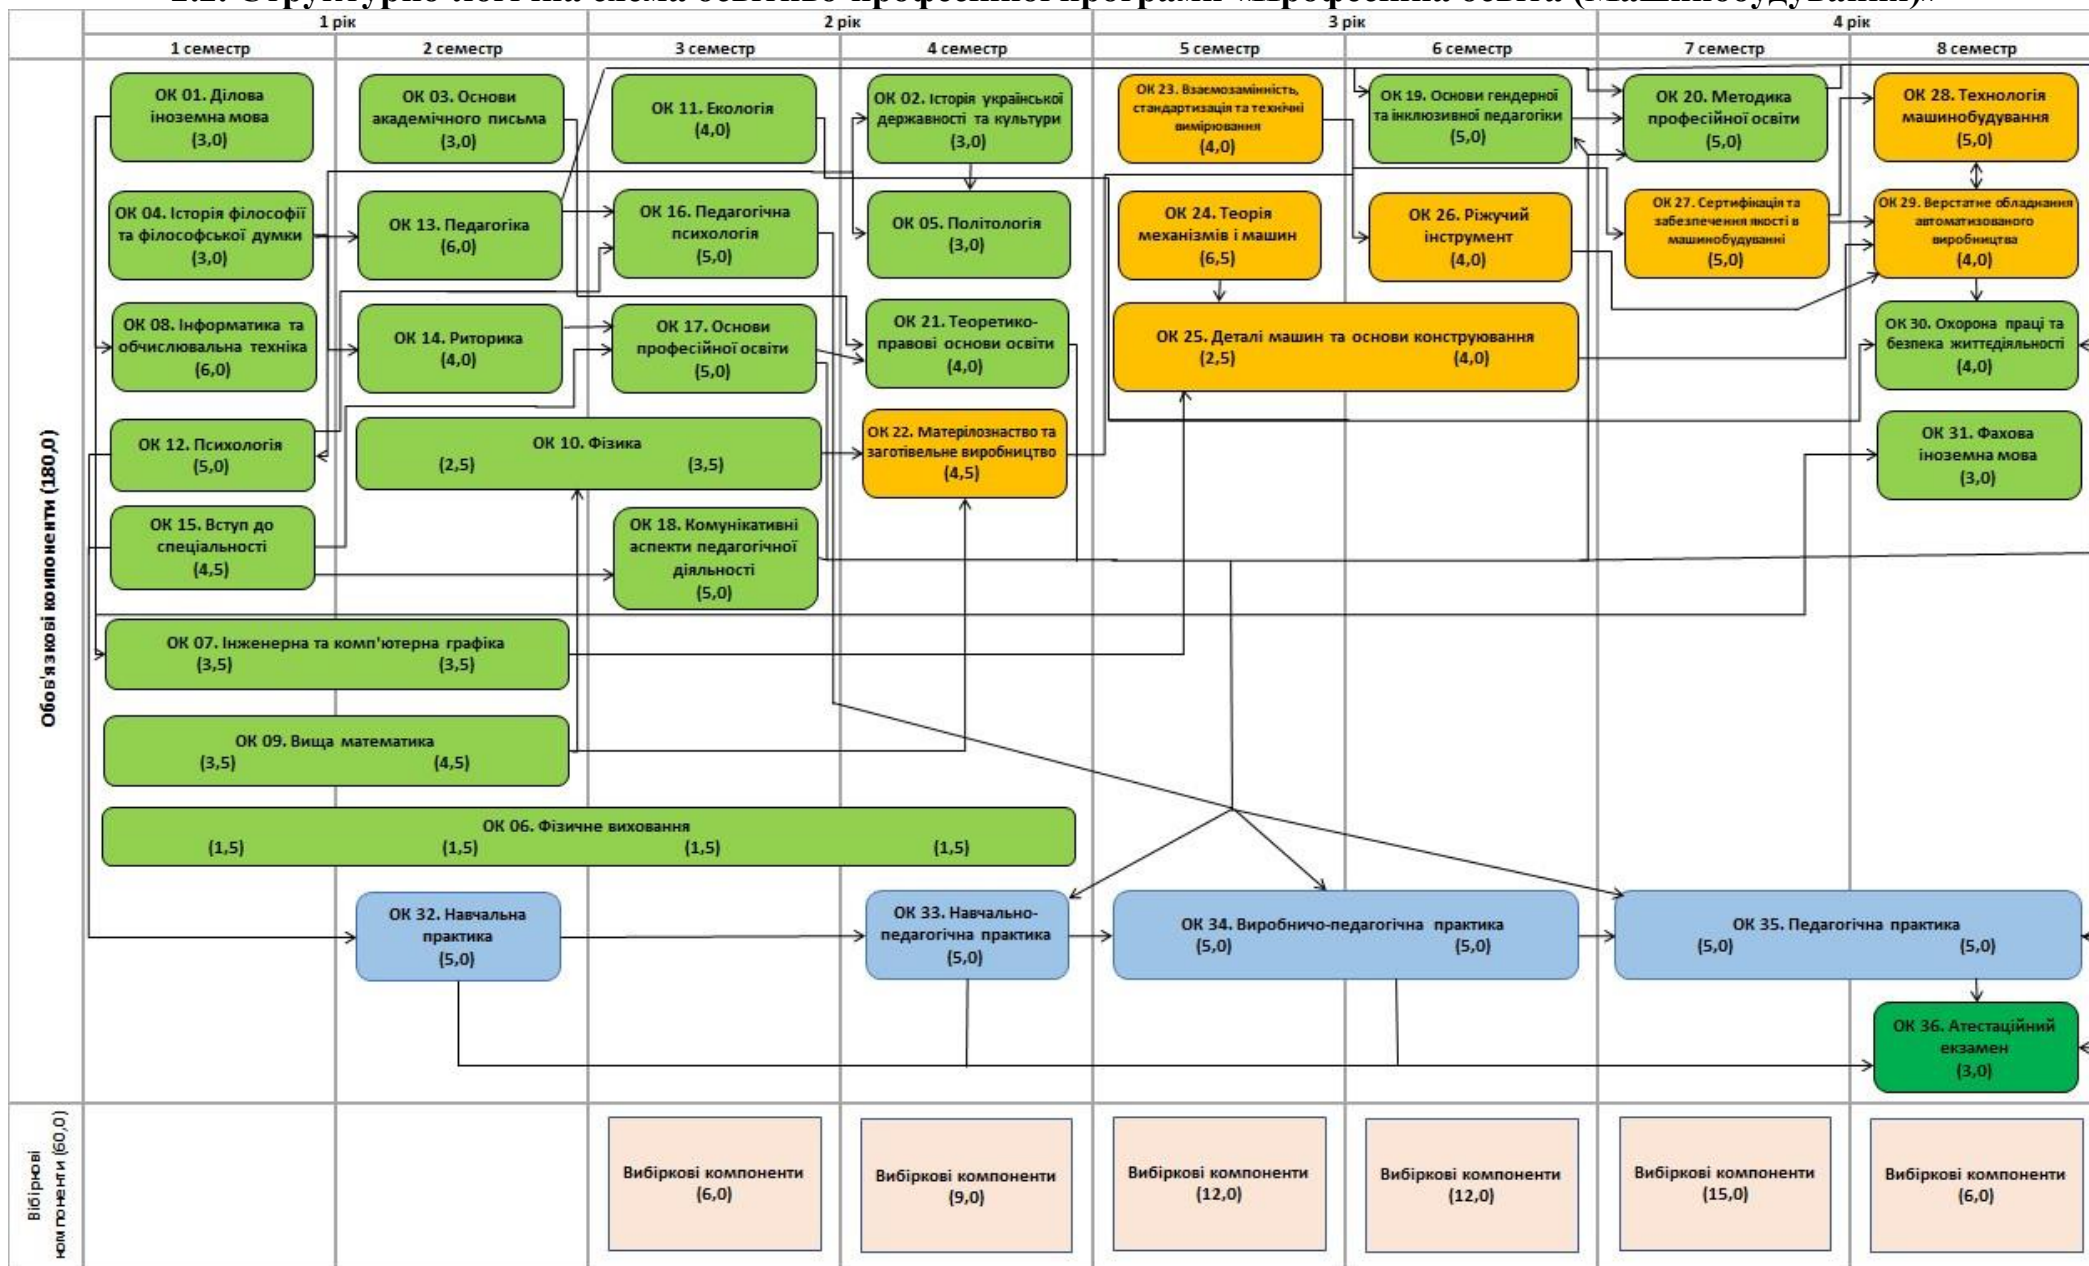 2.2. Структурно-логічна схема освітньо-професійної програми «Професійна освіта (Машинобудування)»
1 рік
2 рік
3 рік
4 рік
1 семестр
2 семестр
3 семестр
4 семестр
5 семестр
6 семестр
7 семестр
8 семестр
Обов'язкові компоненти (180,0)
ОК 01. Ділова
іноземна мова
(3,0)
ОК 03. Основи
академічного письма
(3,0)
ОК 11. Екологія
(4,0)
ОК 02. Історія української
державності та культури
(3,0)
ОК 23. Взаємозамінність,
стандартизація та технічні
вимірювання
(4,0)
ОК 19. Основи гендерної
та інклюзивної педагогіки
(5,0)
ОК 20. Методика
професійної освіти
(5,0)
ОК 28. Технологія
машинобудування
(5,0)
ОК 04. Історія філософії
та філософської думки
(3,0)
ОК 13. Педагогіка
(6,0)
ОК 16. Педагогічна
психологія
(5,0)
ОК 05. Політологія
(3,0)
ОК 24. Теорія
механізмів і машин
(6,5)
ОК 26. Ріжучий
інструмент
(4,0)
ОК 27. Сертифікація та
забезпечення якості в
машинобудуванні
(5,0)
ОК 29. Верстатне обладнання
автоматизованого
виробництва
(4,0)
ОК 08. Інформатика та
обчислювальна техніка
(6,0)
ОК 14. Риторика
(4,0)
ОК 17. Основи
професійної освіти
(5,0)
ОК 21. Теоретико-
правові основи освіти
(4,0)
ОК 25. Деталі машин та основи конструювання
(2,5) (4,0)
ОК 30. Охорона праці та
безпека життєдіяльності
(4,0)
ОК 12. Психологія
(5,0)
ОК 10. Фізика
(2,5) (3,5)
ОК 22. Матерілознаство та
заготівельне виробництво
(4,5)
ОК 31. Фахова
іноземна мова
(3,0)
ОК 15. Вступ до
спеціальності
(4,5)
ОК 18. Комунікативні
аспекти педагогічної
діяльності
(5,0)
ОК 07. Інженерна та комп'ютерна графіка
(3,5) (3,5)
ОК 09. Вища математика
(3,5) (4,5)
ОК 06. Фізичне виховання
(1,5) (1,5) (1,5) (1,5)
ОК 32. Навчальна
практика
(5,0)
ОК 33. Навчально-
педагогічна практика
(5,0)
ОК 34. Виробничо-педагогічна практика
(5,0) (5,0)
ОК 35. Педагогічна практика
(5,0) (5,0)
ОК 36. Атестаційний
екзамен
(3,0)
Вібіркові
компоненти (60,0)
Вибіркові компоненти
(6,0)
Вибіркові компоненти
(9,0)
Вибіркові компоненти
(12,0)
Вибіркові компоненти
(12,0)
Вибіркові компоненти
(15,0)
Вибіркові компоненти
(6,0)